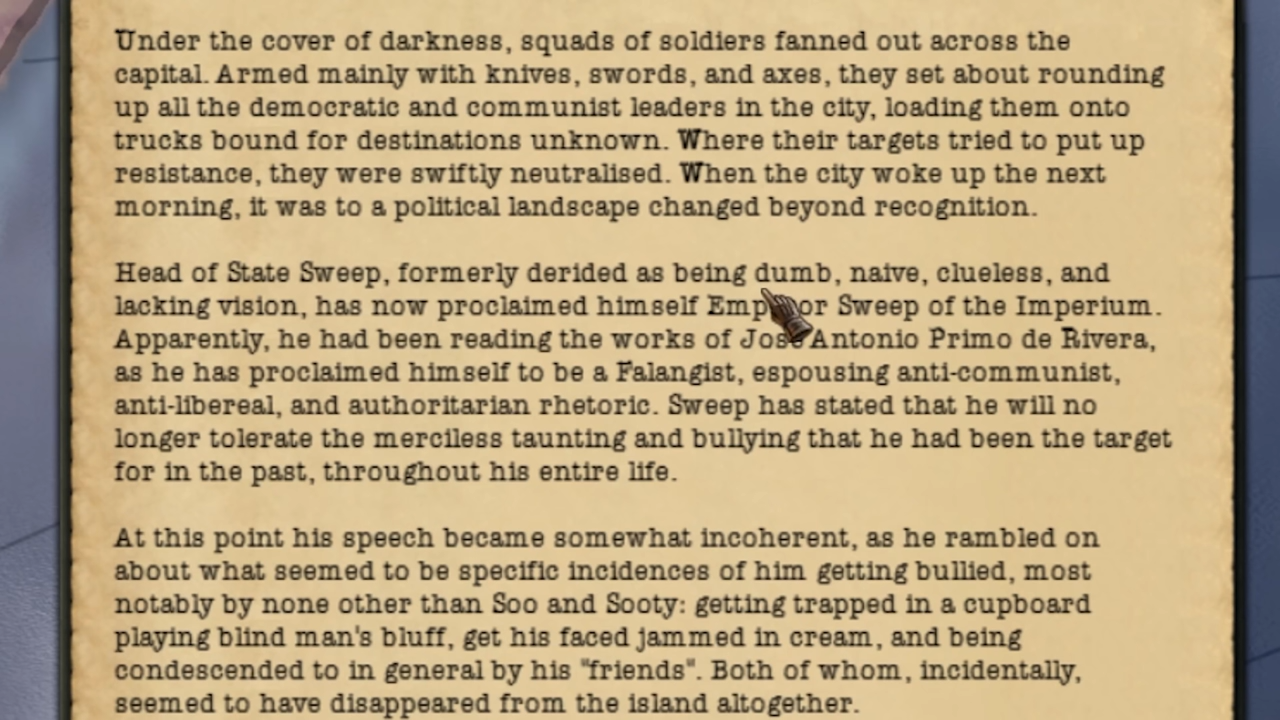 Under the cover of darkness, squads of soldiers fanned out across the
capital. Armed mainly with knives, swords, and axes, they set about rounding
up all the democratic and communist leaders in the city, loading them onto
trucks bound for destinations unknown. Where their targets tried to put up
resistance, they were swiftly neutralised. When the city woke up the next
morning, it was to a political landscape changed beyond recognition.
Head of State Sweep, formerly derided as being dumb, naive, clueless, and
lacking vision, has now proclaimed himself Emperor Sweep of the Imperium.
Apparently, he had been reading the works of José Antonio Primo de Rivera,
as he has proclaimed himself to be a Falangist, espousing anti-communist,
anti-libereal, and authoritarian rhetoric. Sweep has stated that he will no
longer tolerate the merciless taunting and bullying that he had been the target
for in the past, throughout his entire life.
At this point his speech became somewhat incoherent, as he rambled on
about what seemed to be specific incidences of him getting bullied, most
notably by none other than Soo and Sooty: getting trapped in a cupboard
playing blind man's bluff, get his faced jammed in cream, and being
condescended to in general by his "friends". Both of whom, incidentally,
seemed to have disappeared from the island altogether.